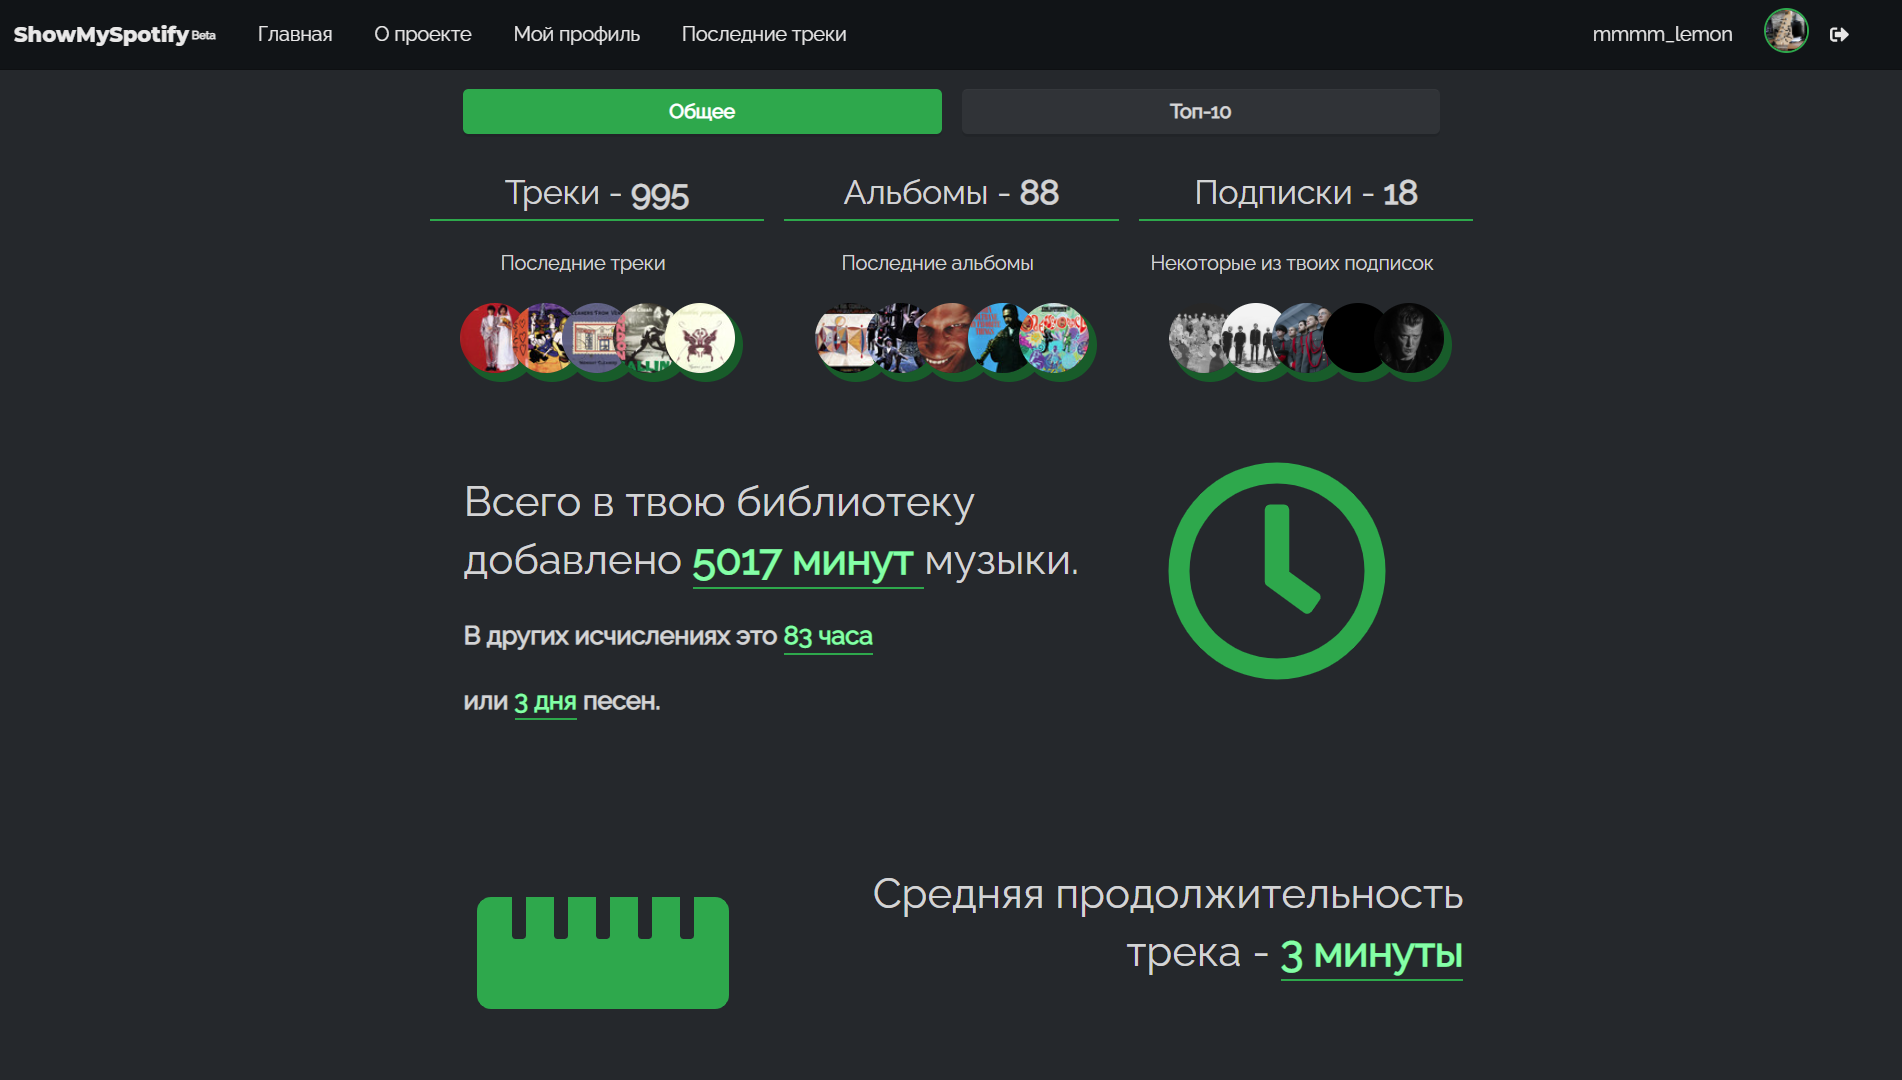 ShowMySpotify Beta
Главная
О проекте
Мой профиль
Последние треки
mmmm_lemon
Общее
Топ-10
Треки - 995
Альбомы - 88
Подписки - 18
Последние треки
Последние альбомы
Некоторые из твоих подписок
Всего в твою библиотеку
добавлено 5017 минут музыки.
В других исчислениях это 83 часа
или 3 дня песен.
Средняя продолжительность
трека - 3 минуты